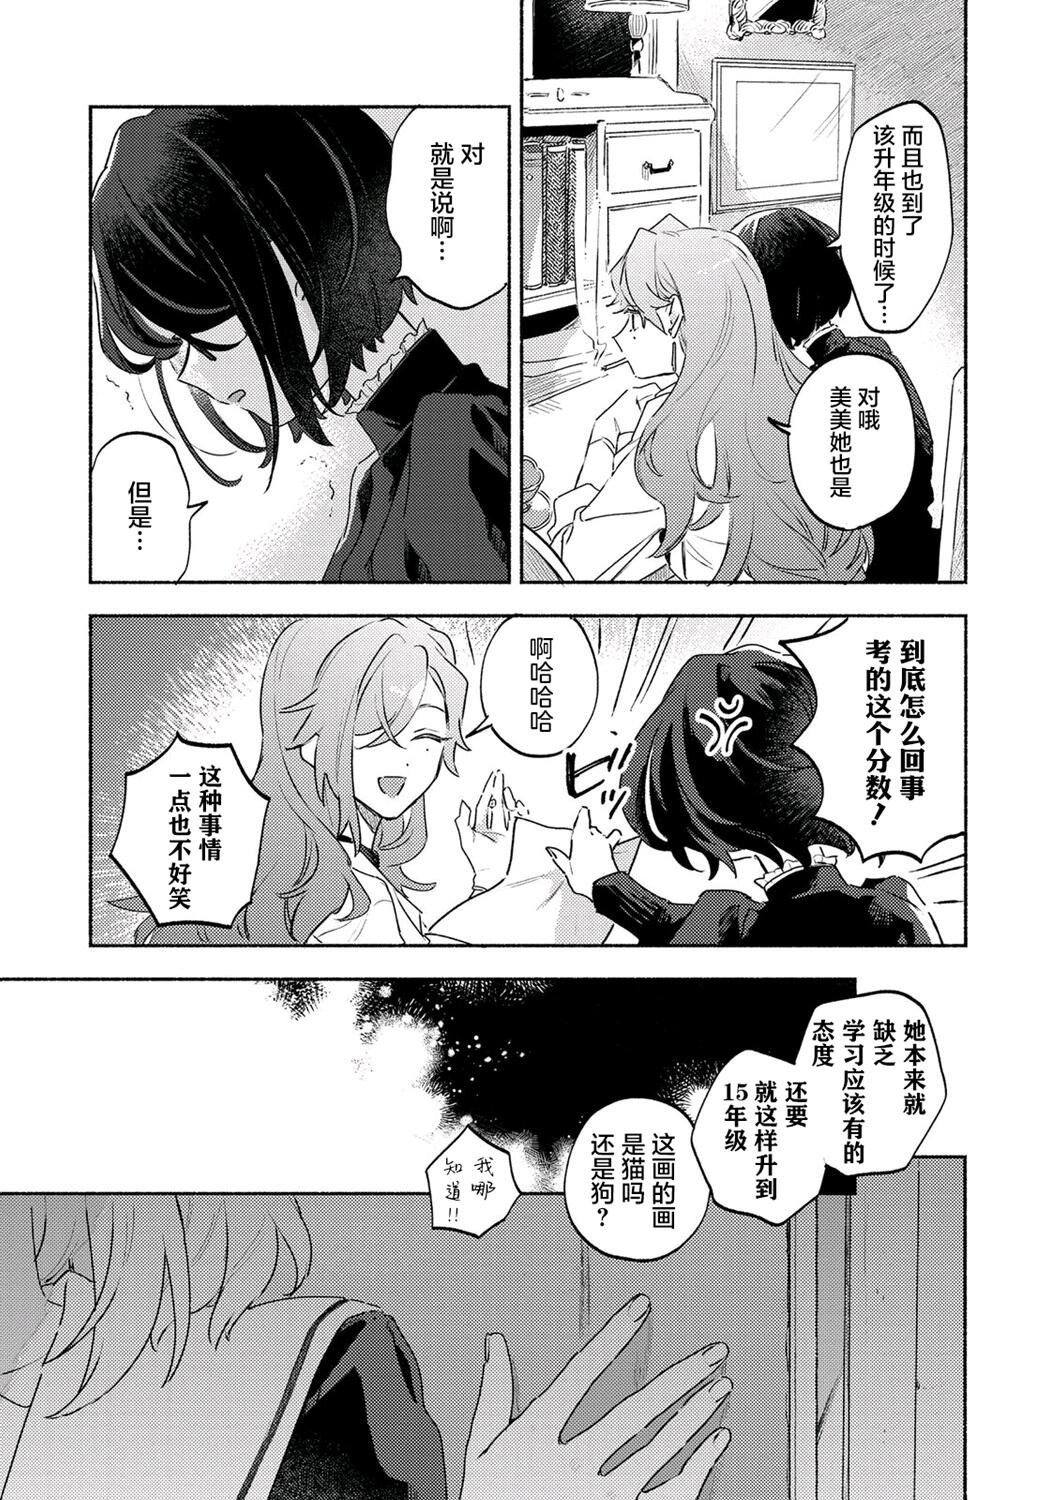 而且也到了
该升年级的时候了…
对哦
美美她也是
对
就是说啊…
但是…
到底怎么回事
考的这个分数！
啊哈哈哈
这种事情
一点也不好笑
她本来就
缺乏
学习应该有的
态度
还要
就这样升到
15年级
这画的画
是猫吗
还是狗？
我哪
知道!!